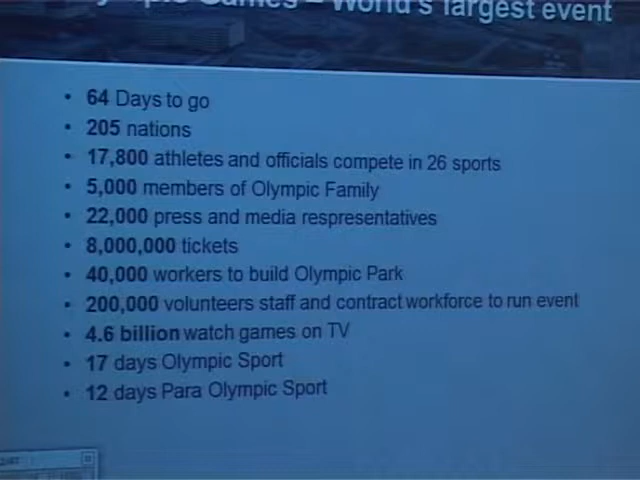 Games – World's largest event
• 64 Days to go
• 205 nations
• 17,800 athletes and officials compete in 26 sports
• 5,000 members of Olympic Family
• 22,000 press and media respresentatives
• 8,000,000 tickets
• 40,000 workers to build Olympic Park
• 200,000 volunteers staff and contract workforce to run event
• 4.6 billion watch games on TV
• 17 days Olympic Sport
• 12 days Para Olympic Sport